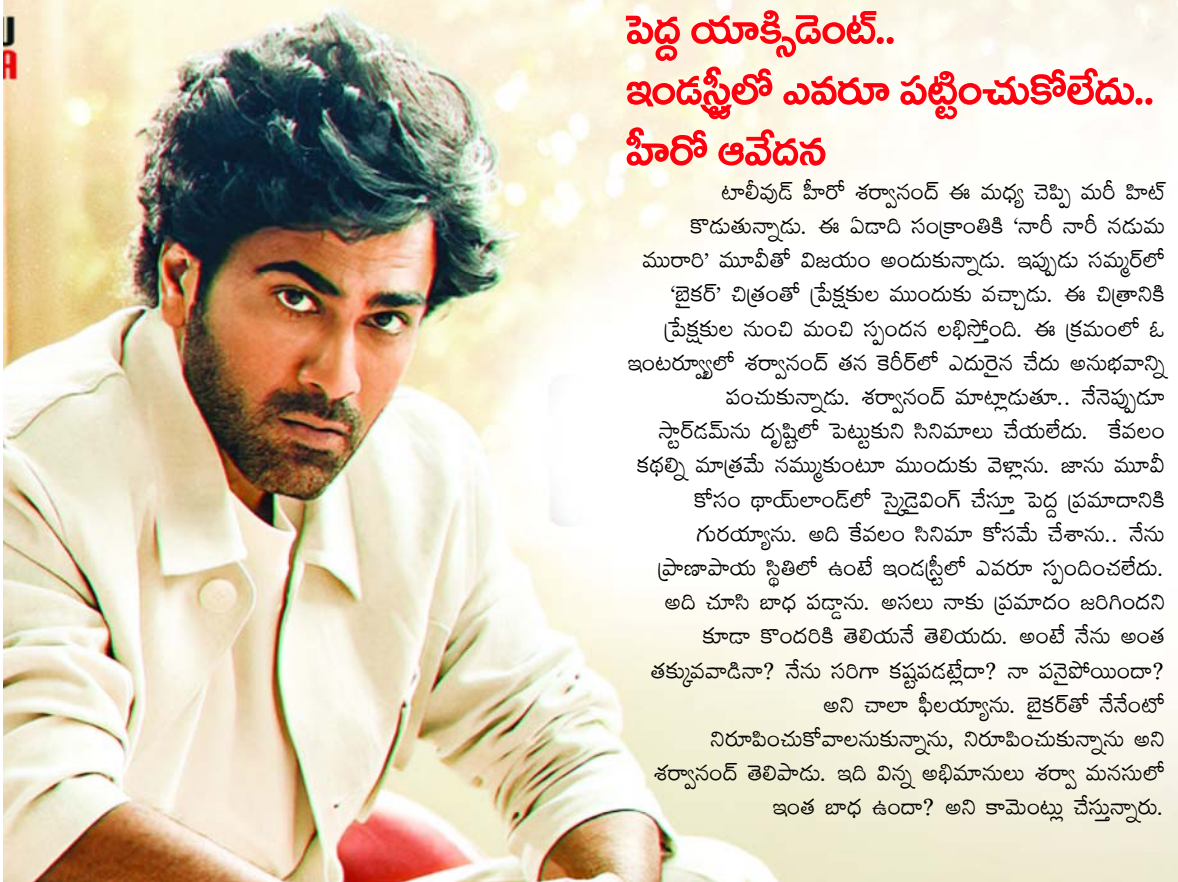 U
A
పెద్ద యాక్సిడెంట్..
ఇండస్ట్రీలో ఎవరూ పట్టించుకోలేదు..
హీరో ఆవేదన
టాలీవుడ్ హీరో శర్వానంద్ ఈ మధ్య చెప్పి మరీ హిట్
కొడుతున్నాడు. ఈ ఏడాది సంక్రాంతికి ‘నారీ నారీ నడుమ
మురారి’ మూవీతో విజయం అందుకున్నాడు. ఇప్పుడు సమ్మర్‌లో
‘బైకర్’ చిత్రంతో ప్రేక్షకుల ముందుకు వచ్చాడు. ఈ చిత్రానికి
ప్రేక్షకుల నుంచి మంచి స్పందన లభిస్తోంది. ఈ క్రమంలో ఓ
ఇంటర్వ్యూలో శర్వానంద్ తన కెరీర్‌లో ఎదురైన చేదు అనుభవాన్ని
పంచుకున్నాడు. శర్వానంద్ మాట్లాడుతూ.. నేనెప్పుడూ
స్టార్‌డమ్‌ను దృష్టిలో పెట్టుకుని సినిమాలు చేయలేదు. కేవలం
కథల్ని మాత్రమే నమ్ముకుంటూ ముందుకు వెళ్లాను. జాను మూవీ
కోసం థాయ్‌లాండ్‌లో స్కైడైవింగ్ చేస్తూ పెద్ద ప్రమాదానికి
గురయ్యాను. అది కేవలం సినిమా కోసమే చేశాను.. నేను
ప్రాణాపాయ స్థితిలో ఉంటే ఇండస్ట్రీలో ఎవరూ స్పందించలేదు.
అది చూసి బాధ పడ్డాను. అసలు నాకు ప్రమాదం జరిగిందని
కూడా కొందరికి తెలియనే తెలియదు. అంటే నేను అంత
తక్కువవాడినా? నేను సరిగా కష్టపడట్లేదా? నా పనైపోయిందా?
అని చాలా ఫీలయ్యాను. బైకర్‌తో నేనేంటో
నిరూపించుకోవాలనుకున్నాను, నిరూపించుకున్నాను అని
శర్వానంద్ తెలిపాడు. ఇది విన్న అభిమానులు శర్వా మనసులో
ఇంత బాధ ఉందా? అని కామెంట్లు చేస్తున్నారు.